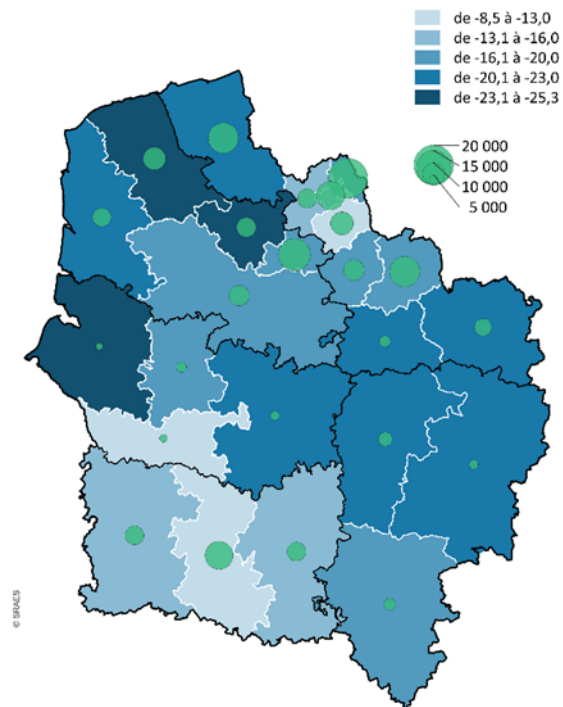 de -8,5 à -13,0
de -13,1 à -16,0
de -16,1 à -20,0
de -20,1 à -23,0
de -23,1 à -25,3
20 000
15 000
10 000
5 000
© SRAES